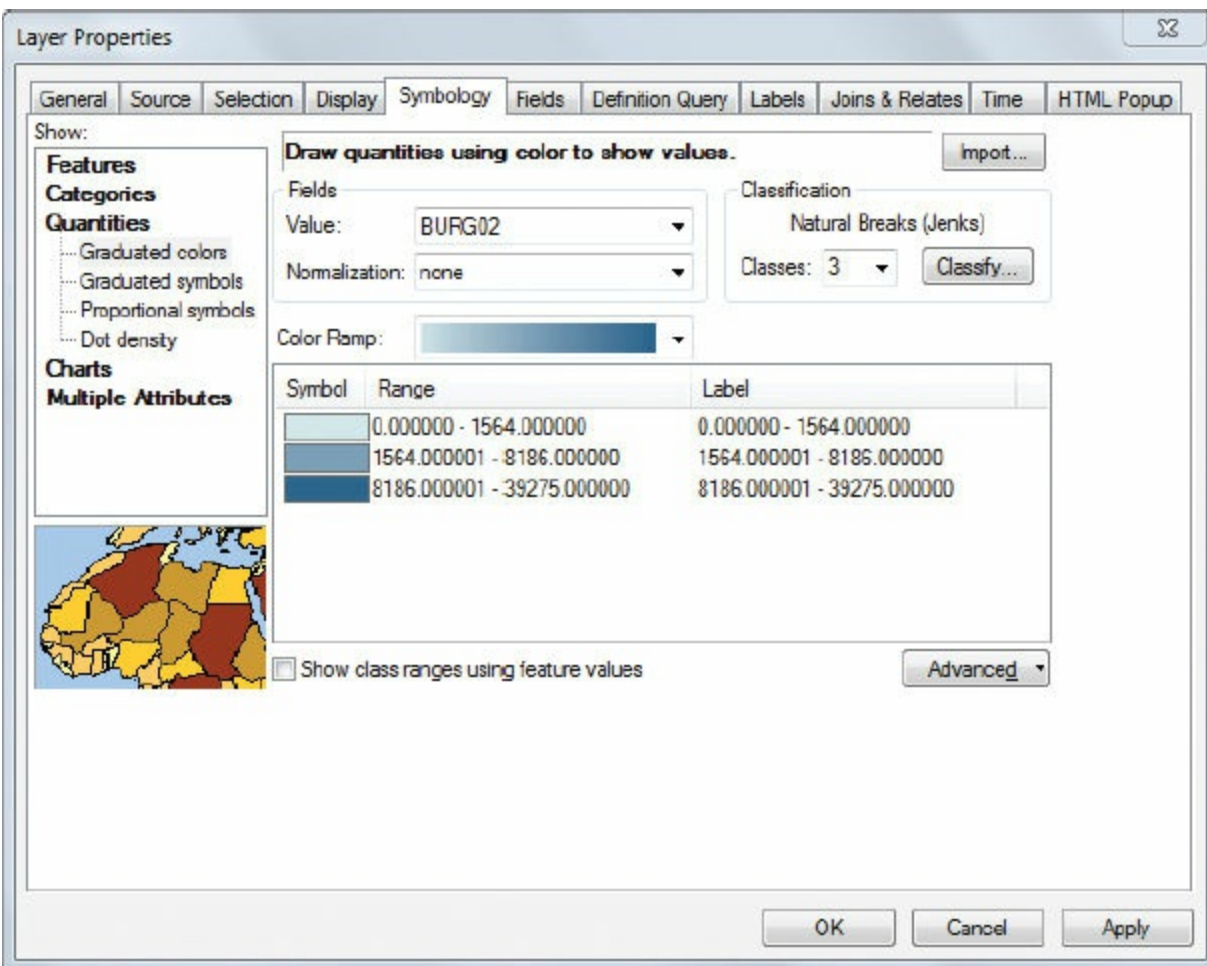 Layer Properties
General Source Selection Display Symbology Fields Definition Query Labels Joins & Relates Time HTML Popup
Show:
Features
Categories
Quantities
Graduated colors
Graduated symbols
Proportional symbols
Dot density
Charts
Multiple Attributes
Draw quantities using color to show values.
Import...
Fields
Value: BURG02
Normalization: none
Classification
Natural Breaks (Jenks)
Classes: 3 Classify...
Color Ramp:
Symbol Range Label
0.000000 - 1564.000000 0.000000 - 1564.000000
1564.000001 - 8186.000000 1564.000001 - 8186.000000
8186.000001 - 39275.000000 8186.000001 - 39275.000000
Show class ranges using feature values
Advanced
OK Cancel Apply